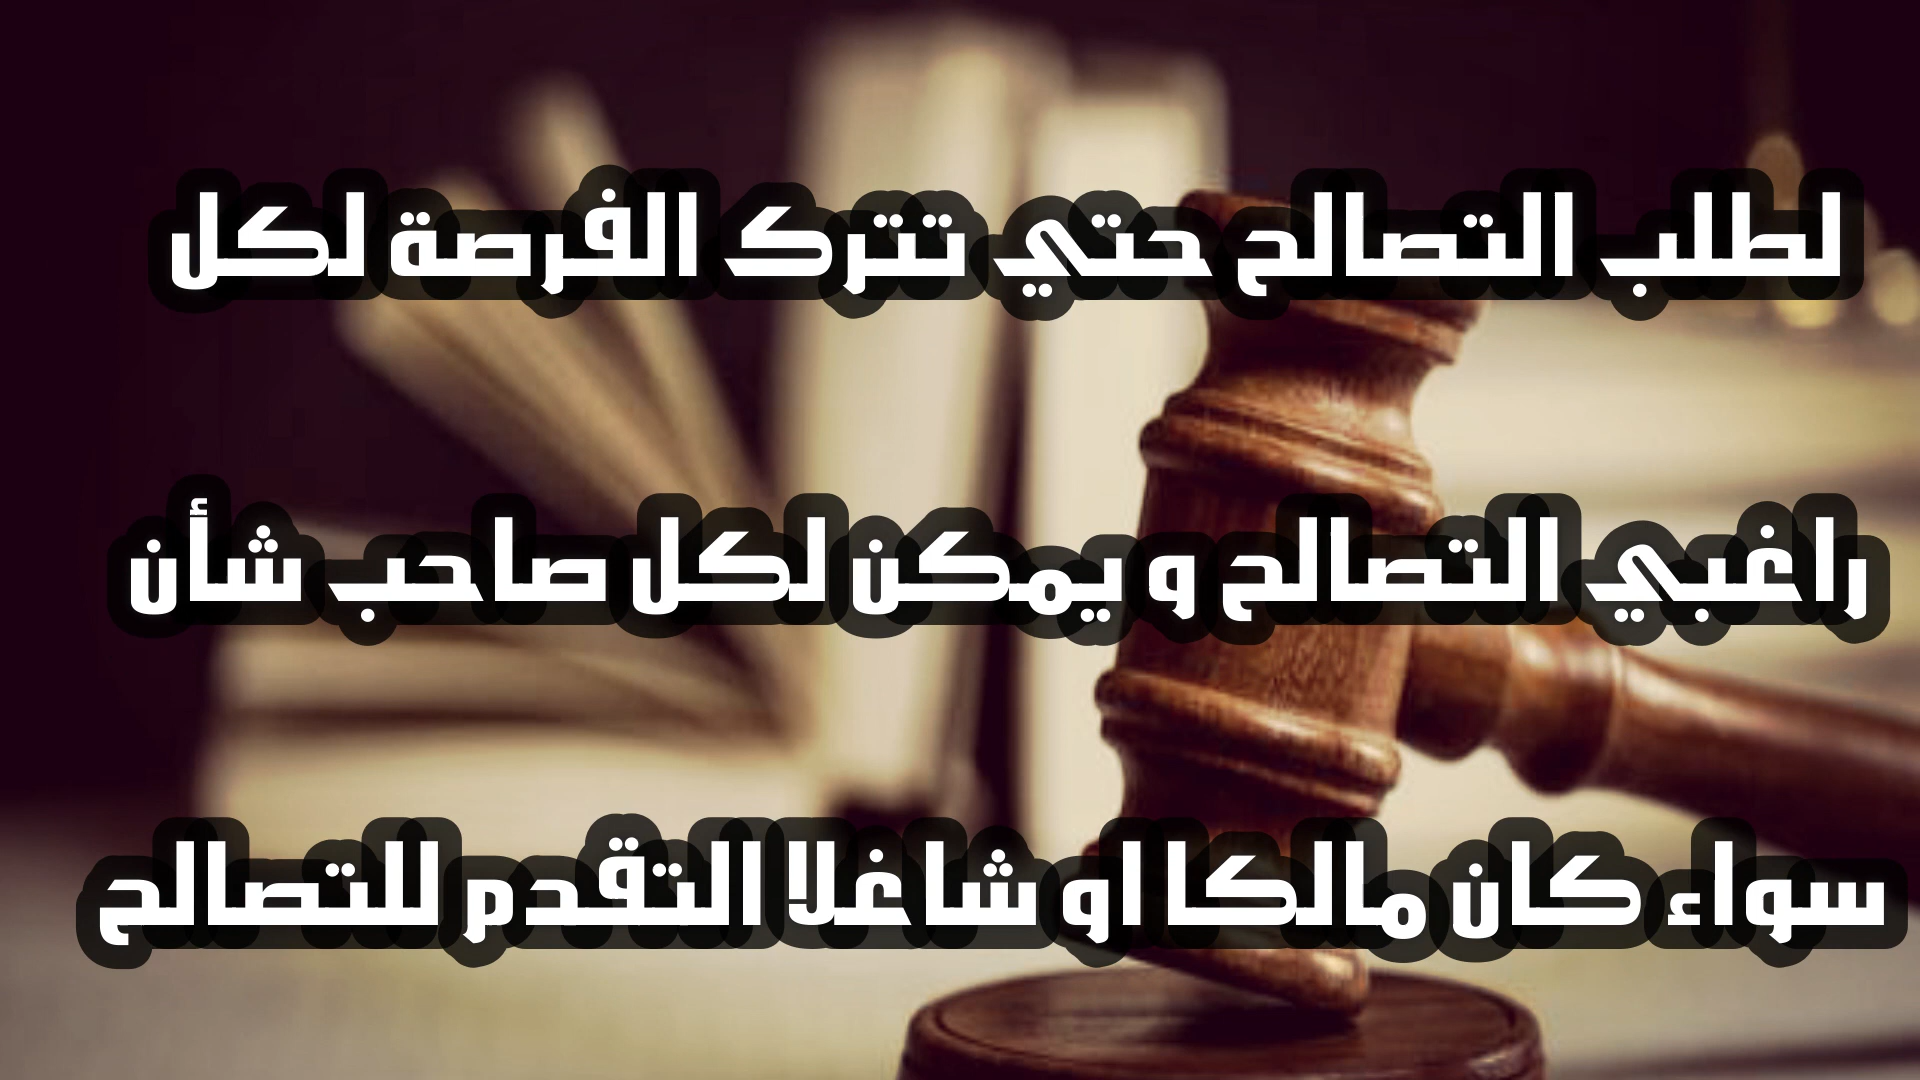 لطلب التصالح حتي تترك الفرصة لكل
راغبي التصالح و يمكن لكل صاحب شأن
سواء كان مالكا او شاغلا التقدم للتصالح